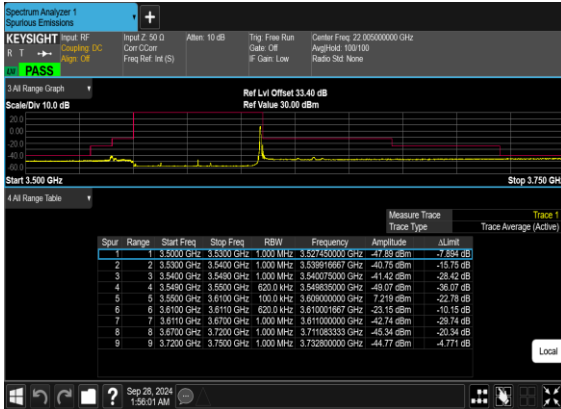 Spectrum Analyzer 1
Spurious Emissions
+
KEYSIGHT Input: RF Input Z: 50 Ω Atten: 10 dB Trig: Free Run Center Freq: 22.005000000 GHz
R T Coupling: DC Corr CCorr Gate: Off Avg|Hold: 100/100
Align: Off Freq Ref: Int (S) IF Gain: Low Radio Std: None
PASS
3 All Range Graph Ref Lvl Offset 33.40 dB
Scale/Div 10.0 dB Ref Value 30.00 dBm
20.0
0.00
-20.0
-40.0
-60.0
Start 3.500 GHz Stop 3.750 GH
4 All Range Table
Measure Trace Trace 1
Trace Type Trace Average (Active)
Spur Range Start Freq Stop Freq RBW Frequency Amplitude ΔLimit
1 1 3.5000 GHz 3.5300 GHz 1.000 MHz 3.527450000 GHz -47.89 dBm -7.894 dB
2 2 3.5300 GHz 3.5400 GHz 1.000 MHz 3.539916667 GHz -40.75 dBm -15.75 dB
3 3 3.5400 GHz 3.5490 GHz 1.000 MHz 3.540075000 GHz -41.42 dBm -28.42 dB
4 4 3.5490 GHz 3.5500 GHz 620.0 kHz 3.549835000 GHz -49.07 dBm -36.07 dB
5 5 3.5500 GHz 3.6100 GHz 100.0 kHz 3.609000000 GHz 7.219 dBm -22.78 dB
6 6 3.6100 GHz 3.6110 GHz 620.0 kHz 3.610001667 GHz -23.15 dBm -10.15 dB
7 7 3.6110 GHz 3.6700 GHz 1.000 MHz 3.611000000 GHz -42.74 dBm -29.74 dB
8 8 3.6700 GHz 3.7200 GHz 1.000 MHz 3.711083333 GHz -45.34 dBm -20.34 dB
9 9 3.7200 GHz 3.7500 GHz 1.000 MHz 3.732800000 GHz -44.77 dBm -4.771 dB
Local
? Sep 28, 2024
1:56:01 AM